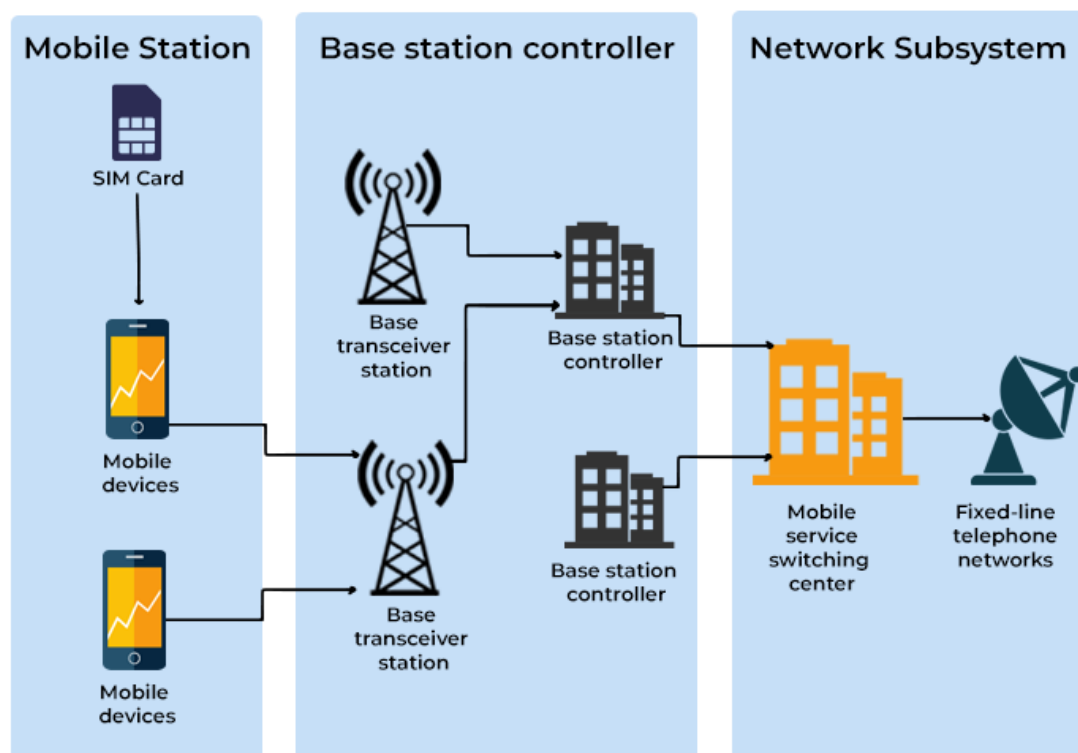 Mobile Station
SIM Card
Mobile
devices
Mobile
devices
Base station controller
Base
transceiver
station
Base station
controller
Base
transceiver
station
Base station
controller
Network Subsystem
Mobile
service
switching
center
Fixed-line
telephone
networks